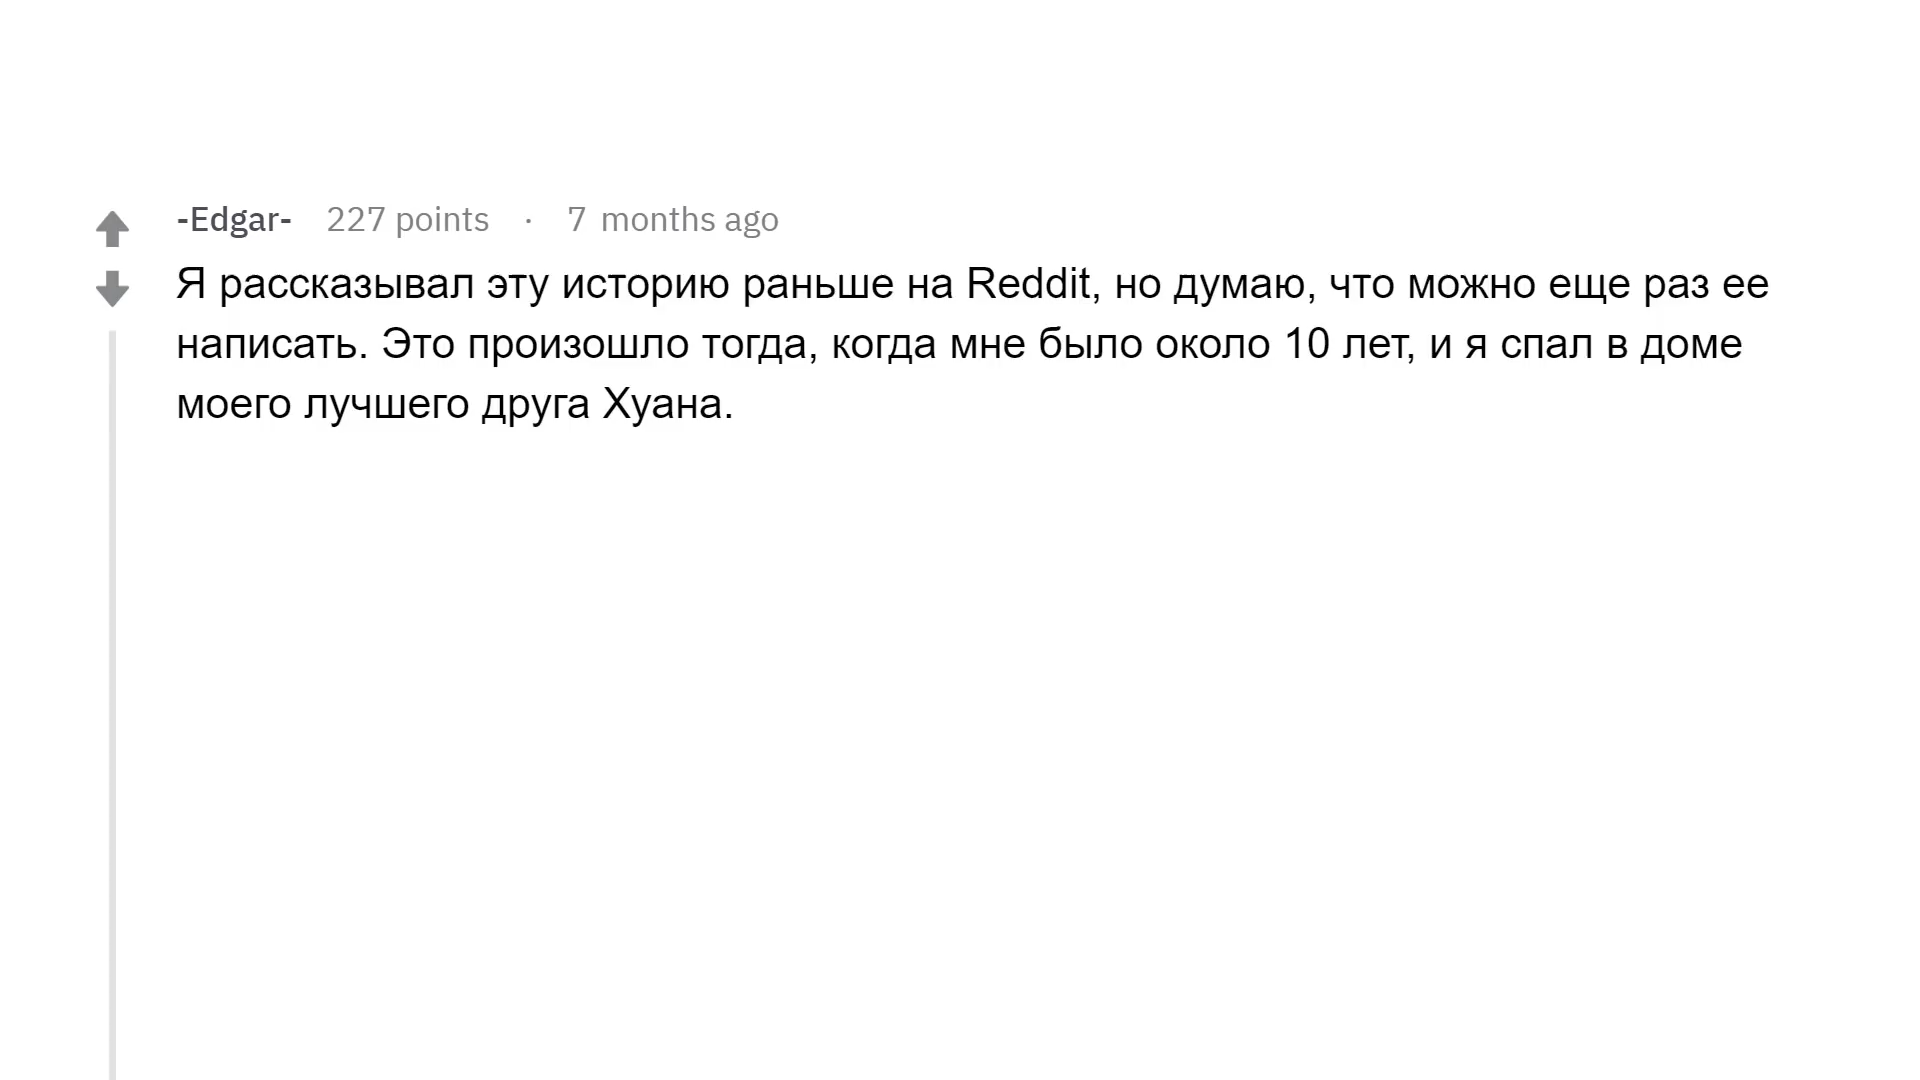 -Edgar- 227 points · 7 months ago
Я рассказывал эту историю раньше на Reddit, но думаю, что можно еще раз ее
написать. Это произошло тогда, когда мне было около 10 лет, и я спал в доме
моего лучшего друга Хуана.